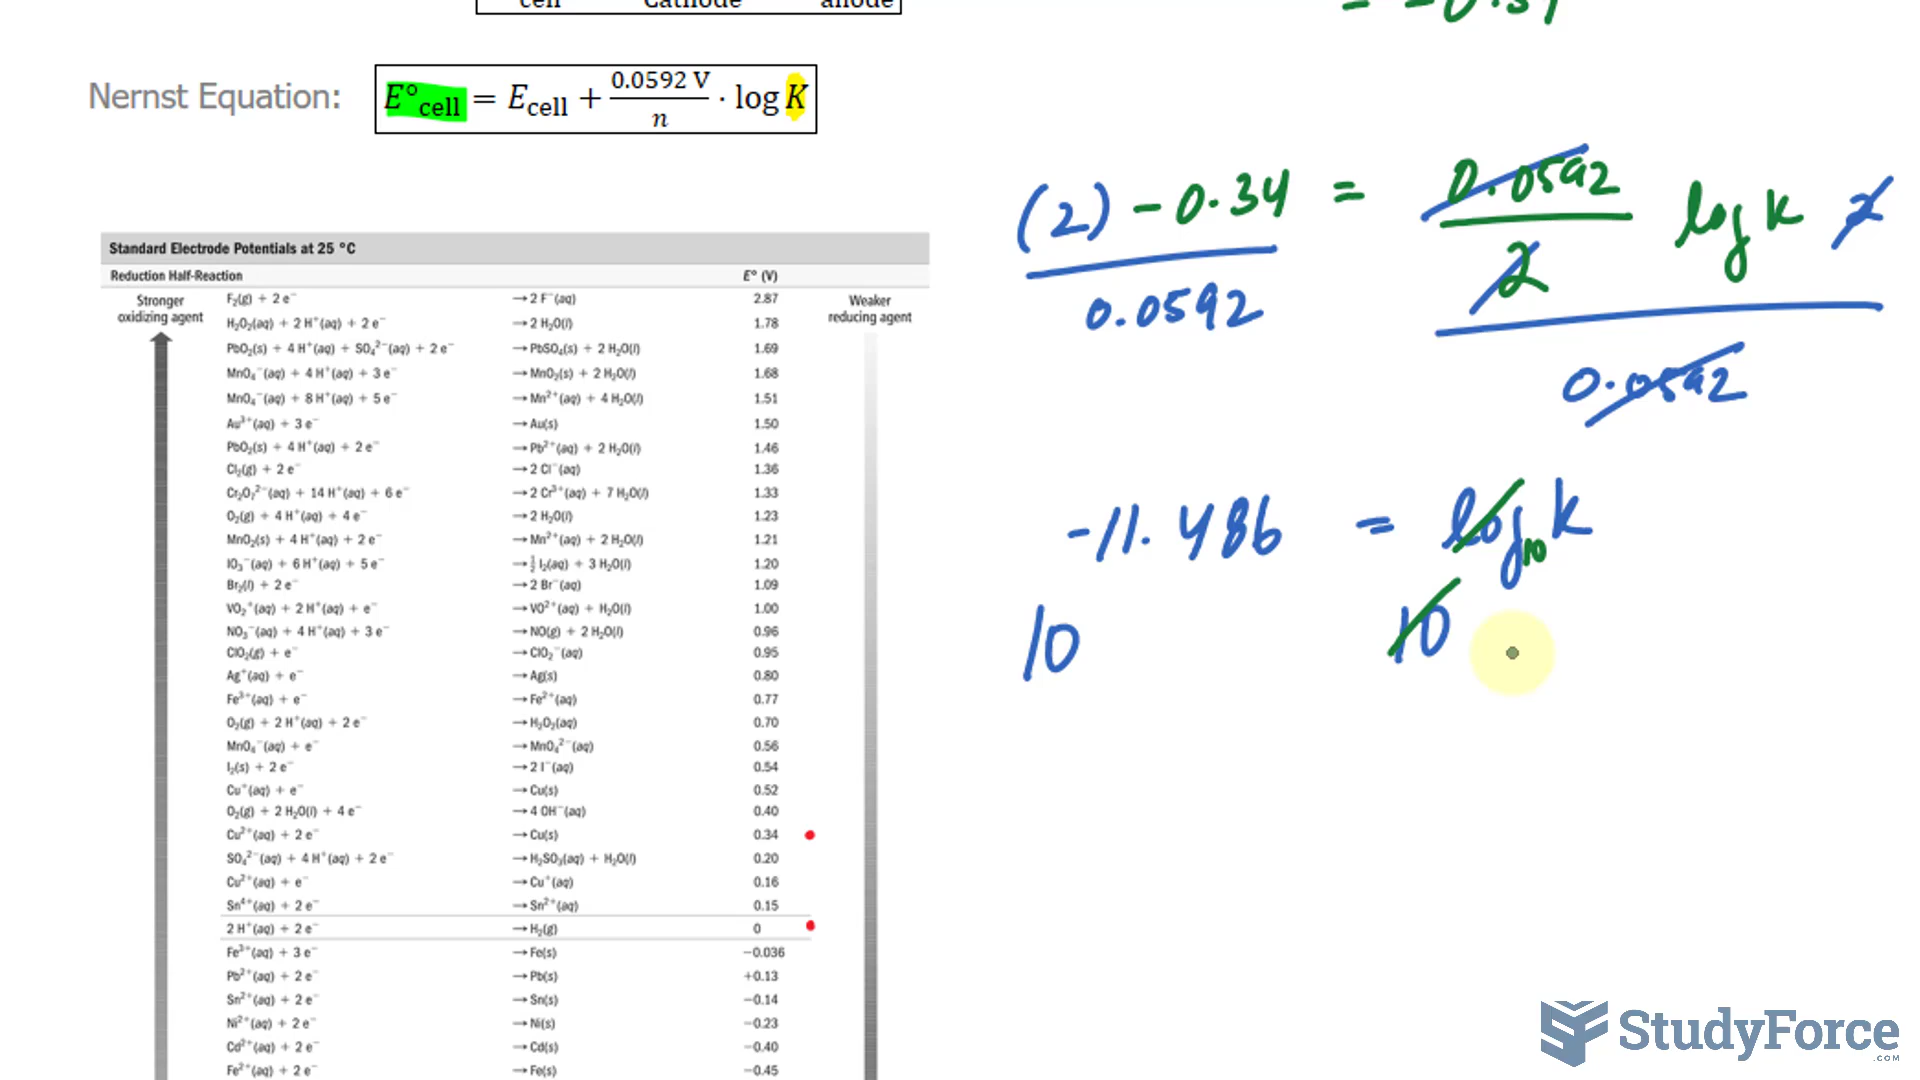 cell Cathode anode
= -0.34
Nernst Equation: E°cell = Ecell + 0.0592 V / n · log K
(2) - 0.34 / 0.0592 = 0.0592 / 2 log K 2 / 0.0592
-11.486 = log10 K
10 10
Standard Electrode Potentials at 25 °C
Reduction Half-Reaction E° (V)
Stronger oxidizing agent
Weaker reducing agent
F2(g) + 2 e⁻ → 2 F⁻(aq) 2.87
H2O2(aq) + 2 H⁺(aq) + 2 e⁻ → 2 H2O(l) 1.78
PbO2(s) + 4 H⁺(aq) + SO4²⁻(aq) + 2 e⁻ → PbSO4(s) + 2 H2O(l) 1.69
MnO4⁻(aq) + 4 H⁺(aq) + 3 e⁻ → MnO2(s) + 2 H2O(l) 1.68
MnO4⁻(aq) + 8 H⁺(aq) + 5 e⁻ → Mn²⁺(aq) + 4 H2O(l) 1.51
Au³⁺(aq) + 3 e⁻ → Au(s) 1.50
PbO2(s) + 4 H⁺(aq) + 2 e⁻ → Pb²⁺(aq) + 2 H2O(l) 1.46
Cl2(g) + 2 e⁻ → 2 Cl⁻(aq) 1.36
Cr2O7²⁻(aq) + 14 H⁺(aq) + 6 e⁻ → 2 Cr³⁺(aq) + 7 H2O(l) 1.33
O2(g) + 4 H⁺(aq) + 4 e⁻ → 2 H2O(l) 1.23
MnO2(s) + 4 H⁺(aq) + 2 e⁻ → Mn²⁺(aq) + 2 H2O(l) 1.21
IO3⁻(aq) + 6 H⁺(aq) + 5 e⁻ → ½ I2(aq) + 3 H2O(l) 1.20
Br2(l) + 2 e⁻ → 2 Br⁻(aq) 1.09
VO2⁺(aq) + 2 H⁺(aq) + e⁻ → VO²⁺(aq) + H2O(l) 1.00
NO3⁻(aq) + 4 H⁺(aq) + 3 e⁻ → NO(g) + 2 H2O(l) 0.96
ClO2(g) + e⁻ → ClO2⁻(aq) 0.95
Ag⁺(aq) + e⁻ → Ag(s) 0.80
Fe³⁺(aq) + e⁻ → Fe²⁺(aq) 0.77
O2(g) + 2 H⁺(aq) + 2 e⁻ → H2O2(aq) 0.70
MnO4⁻(aq) + e⁻ → MnO4²⁻(aq) 0.56
I2(s) + 2 e⁻ → 2 I⁻(aq) 0.54
Cu⁺(aq) + e⁻ → Cu(s) 0.52
O2(g) + 2 H2O(l) + 4 e⁻ → 4 OH⁻(aq) 0.40
Cu²⁺(aq) + 2 e⁻ → Cu(s) 0.34
SO4²⁻(aq) + 4 H⁺(aq) + 2 e⁻ → H2SO3(aq) + H2O(l) 0.20
Cu²⁺(aq) + e⁻ → Cu⁺(aq) 0.16
Sn⁴⁺(aq) + 2 e⁻ → Sn²⁺(aq) 0.15
2 H⁺(aq) + 2 e⁻ → H2(g) 0
Fe³⁺(aq) + 3 e⁻ → Fe(s) −0.036
Pb²⁺(aq) + 2 e⁻ → Pb(s) +0.13
Sn²⁺(aq) + 2 e⁻ → Sn(s) −0.14
Ni²⁺(aq) + 2 e⁻ → Ni(s) −0.23
Cd²⁺(aq) + 2 e⁻ → Cd(s) −0.40
Fe²⁺(aq) + 2 e⁻ → Fe(s) −0.45
StudyForce
.COM